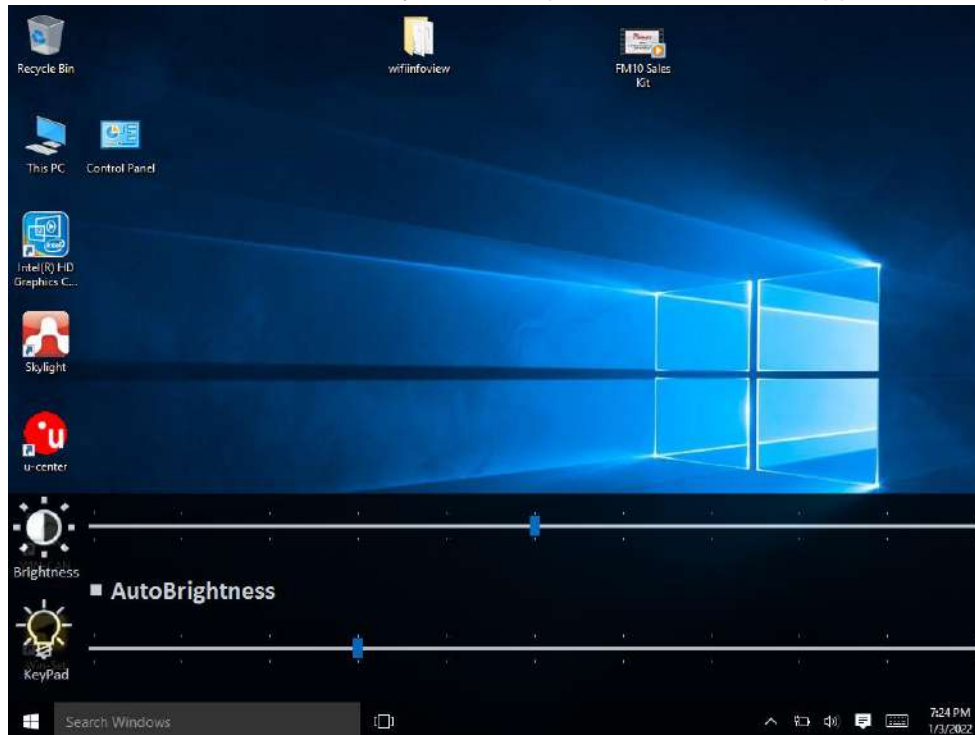 Recycle Bin
wifiinfoview
FM10 Sales
Kit
This PC
Control Panel
Intel(R) HD
Graphics C...
Skylight
u-center
Brightness
AutoBrightness
KeyPad
Search Windows
7:24 PM
1/3/2022